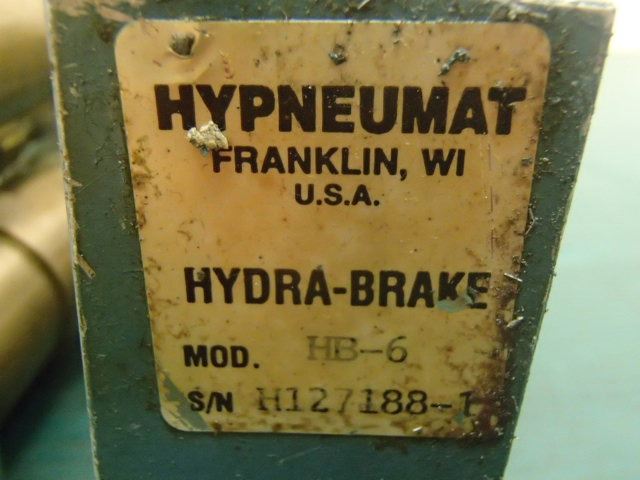 HYPNEUMAT
FRANKLIN, WI
U.S.A.
HYDRA-BRAKE
MOD. HB-6
S/N H127188-1